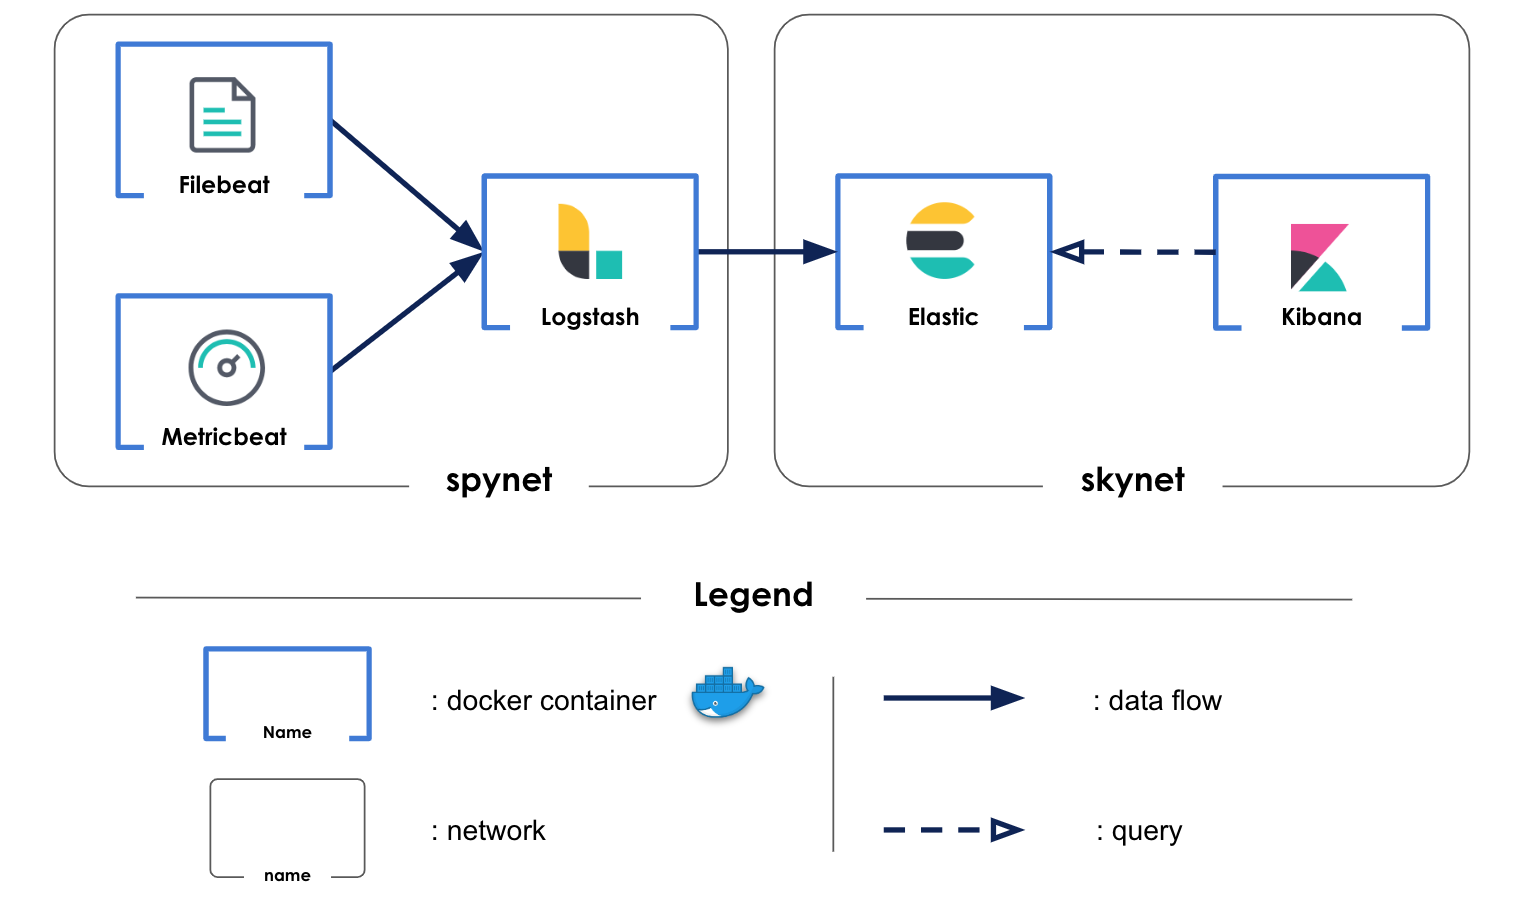 Filebeat
Metricbeat
Logstash
Elastic
Kibana
spynet
skynet
Legend
Name
: docker container
name
: network
: data flow
: query